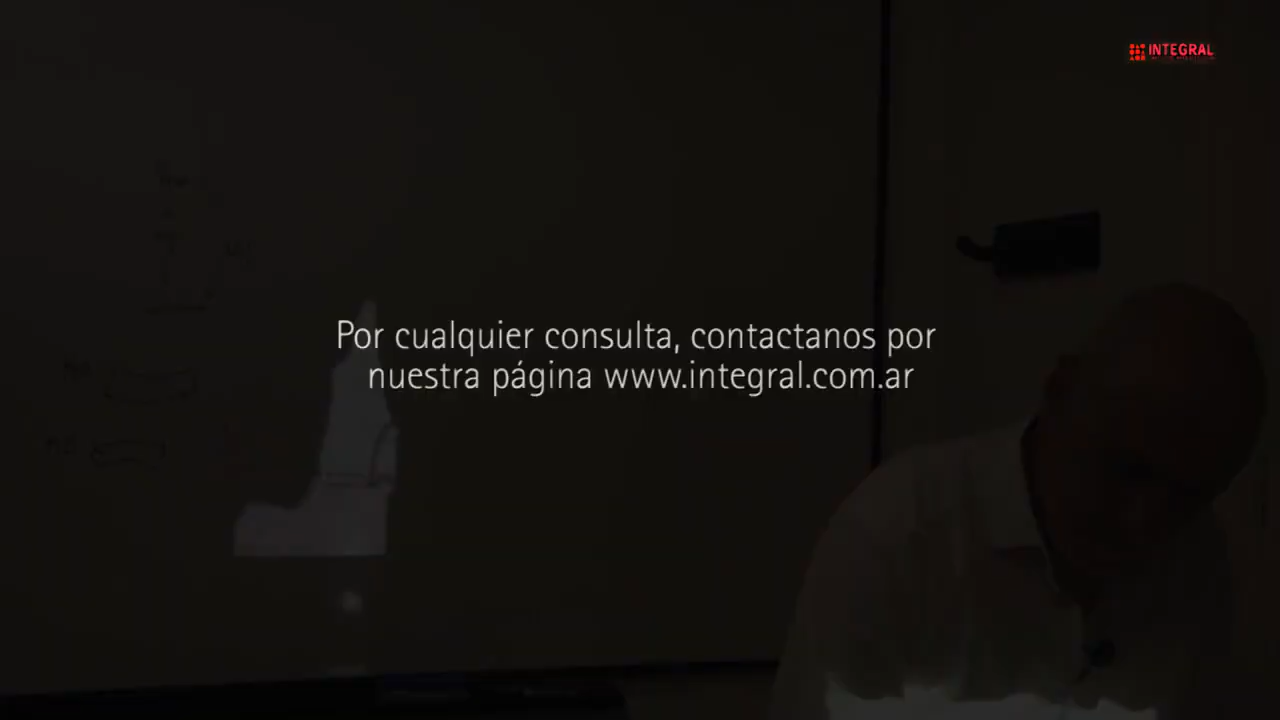 INTEGRAL
Por cualquier consulta, contactanos por
nuestra página www.integral.com.ar